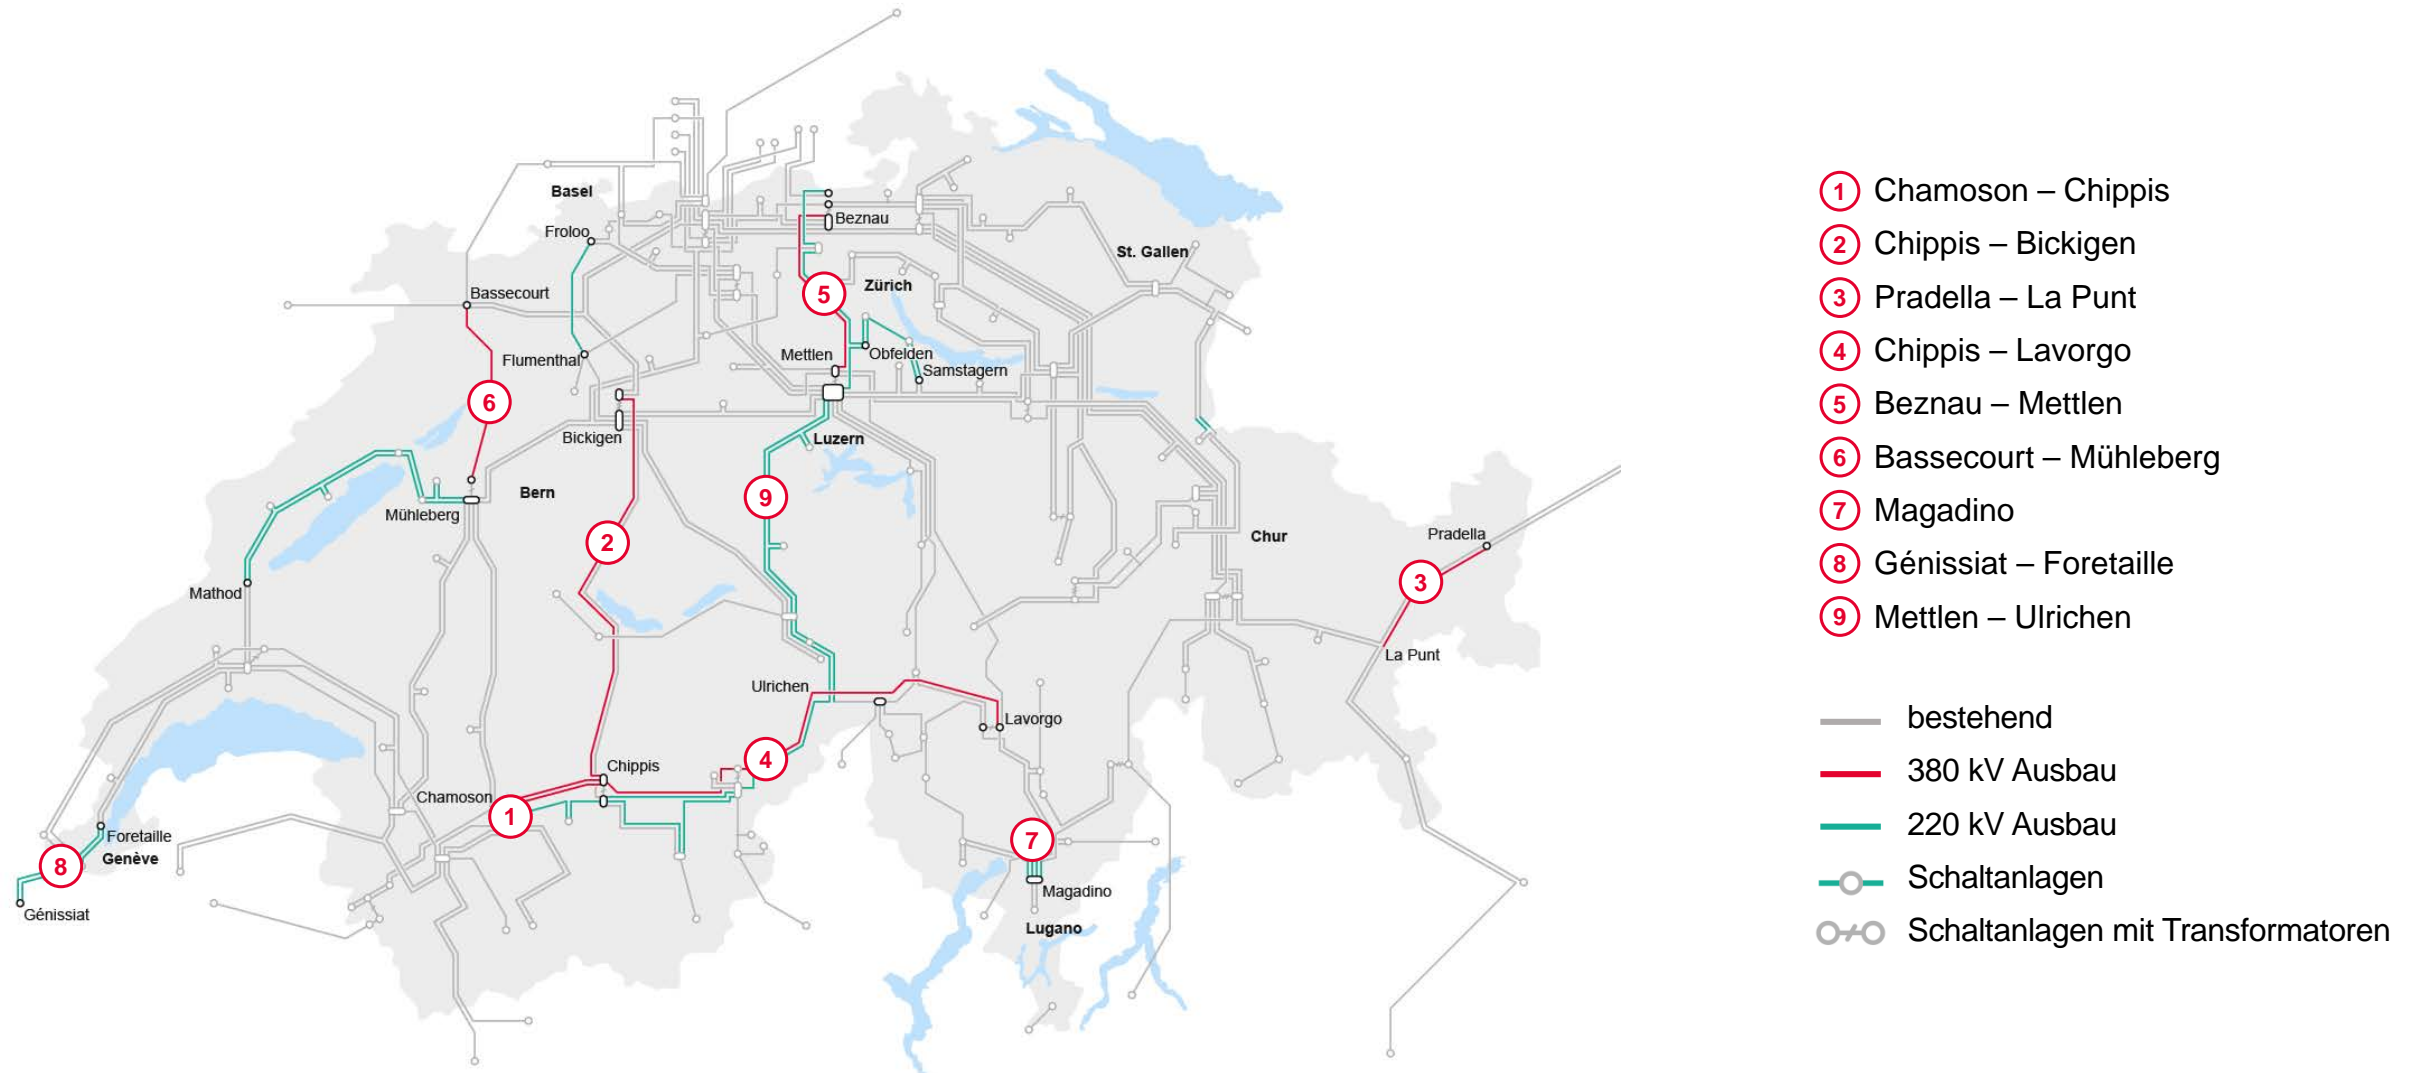 Basel
Beznau
Froloo
St. Gallen
Zürich
Bassecourt
5
Mettlen
Obfelden
Flumenthal
Samstagern
6
Bickigen
Luzern
Bern
9
Mühleberg
2
Chur
Pradella
3
Mathod
La Punt
Ulrichen
Lavorgo
4
Chippis
Chamoson
1
Foretaille
7
Genève
8
Magadino
Génissiat
Lugano
1 Chamoson – Chippis
2 Chippis – Bickigen
3 Pradella – La Punt
4 Chippis – Lavorgo
5 Beznau – Mettlen
6 Bassecourt – Mühleberg
7 Magadino
8 Génissiat – Foretaille
9 Mettlen – Ulrichen
bestehend
380 kV Ausbau
220 kV Ausbau
Schaltanlagen
Schaltanlagen mit Transformatoren